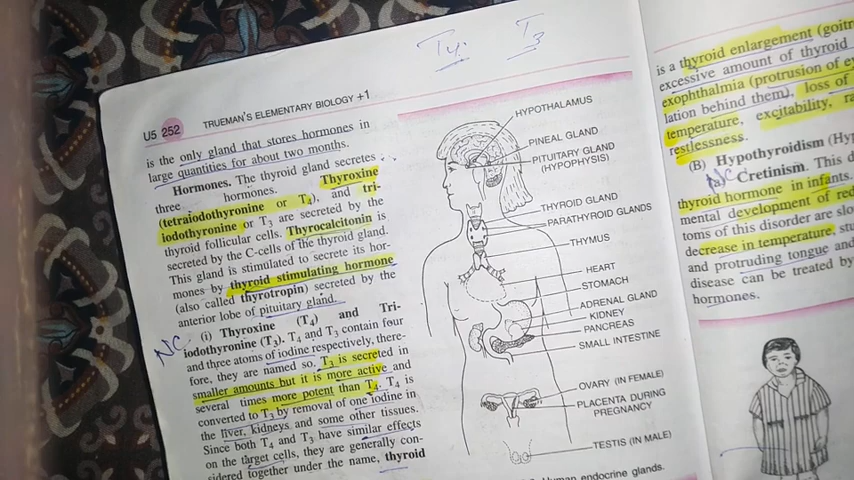 Ty. T3
U5 252 TRUEMAN'S ELEMENTARY BIOLOGY +1
is the only gland that stores hormones in
large quantities for about two months.
Hormones. The thyroid gland secretes
three hormones. Thyroxine
(tetraiodothyronine or T4), and tri-
iodothyronine or T3 are secreted by the
thyroid follicular cells. Thyrocalcitonin is
secreted by the C-cells of the thyroid gland.
This gland is stimulated to secrete its hor-
mones by thyroid stimulating hormone
(also called thyrotropin) secreted by the
anterior lobe of pituitary gland.
NC (i) Thyroxine (T4) and Tri-
iodothyronine (T3). T4 and T3 contain four
and three atoms of iodine respectively, there-
fore, they are named so. T3 is secreted in
smaller amounts but it is more active and
several times more potent than T4. T4 is
converted to T3 by removal of one iodine in
the liver, kidneys and some other tissues.
Since both T4 and T3 have similar effects
on the target cells, they are generally con-
sidered together under the name, thyroid
HYPOTHALAMUS
PINEAL GLAND
PITUITARY GLAND
(HYPOPHYSIS)
THYROID GLAND
PARATHYROID GLANDS
THYMUS
HEART
STOMACH
ADRENAL GLAND
KIDNEY
PANCREAS
SMALL INTESTINE
OVARY (IN FEMALE)
PLACENTA DURING
PREGNANCY
TESTIS (IN MALE)
Human endocrine glands.
is a thyroid enlargement (goitr
excessive amount of thyroid
exophthalmia (protrusion of e
lation behind them), loss of
temperature, excitability, ra
restlessness.
(B) Hypothyroidism (Hyp
NC (a) Cretinism. This d
thyroid hormone in infants.
mental development of red
toms of this disorder are slo
decrease in temperature, stu
and protruding tongue and
disease can be treated by
hormones.